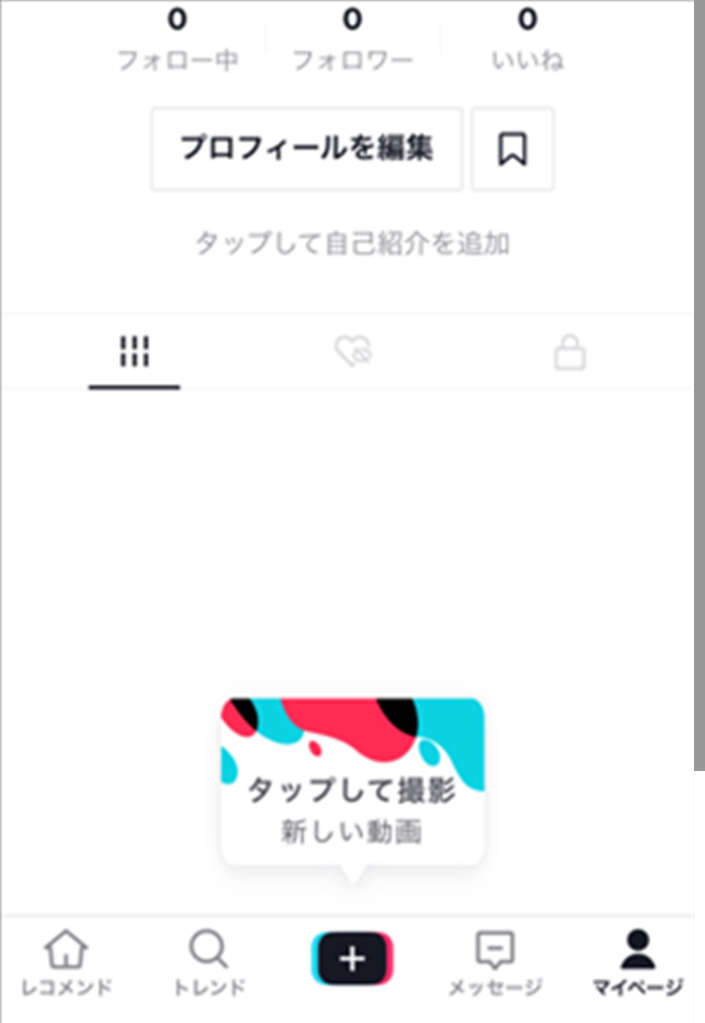 0 0 0
フォロー中 フォロワー いいね
プロフィールを編集
タップして自己紹介を追加
タップして撮影
新しい動画
レコメンド トレンド メッセージ マイページ